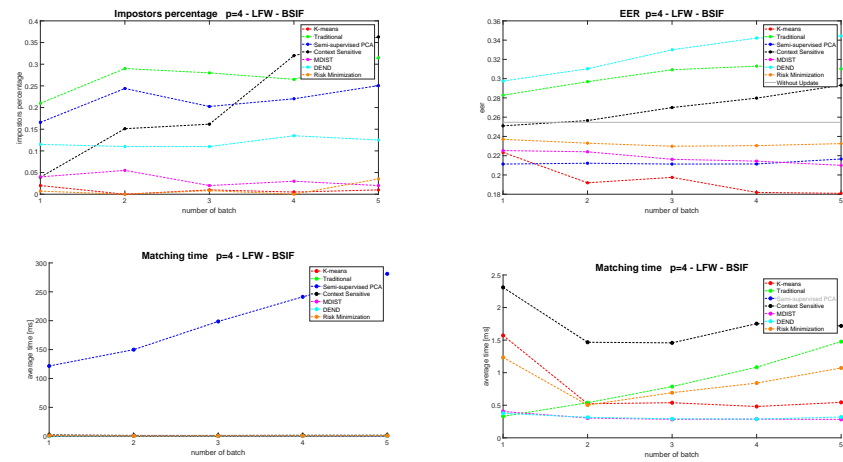 Impostors percentage p=4 - LFW - BSIF
impostors percentage
0.4
0.35
0.3
0.25
0.2
0.15
0.1
0.05
0
1
2
3
4
5
number of batch
K-means
Traditional
Semi-supervised PCA
Context Sensitive
MDIST
DEND
Risk Minimization
EER p=4 - LFW - BSIF
eer
0.36
0.34
0.32
0.3
0.28
0.26
0.24
0.22
0.2
0.18
1
2
3
4
5
number of batch
K-means
Traditional
Semi-supervised PCA
Context Sensitive
MDIST
DEND
Risk Minimization
Without Update
Matching time p=4 - LFW - BSIF
average time [ms]
300
250
200
150
100
50
0
1
2
3
4
5
number of batch
K-means
Traditional
Semi-supervised PCA
Context Sensitive
MDIST
DEND
Risk Minimization
Matching time p=4 - LFW - BSIF
average time [ms]
2.5
2
1.5
1
0.5
0
1
2
3
4
5
number of batch
K-means
Traditional
Semi-supervised PCA
Context Sensitive
MDIST
DEND
Risk Minimization